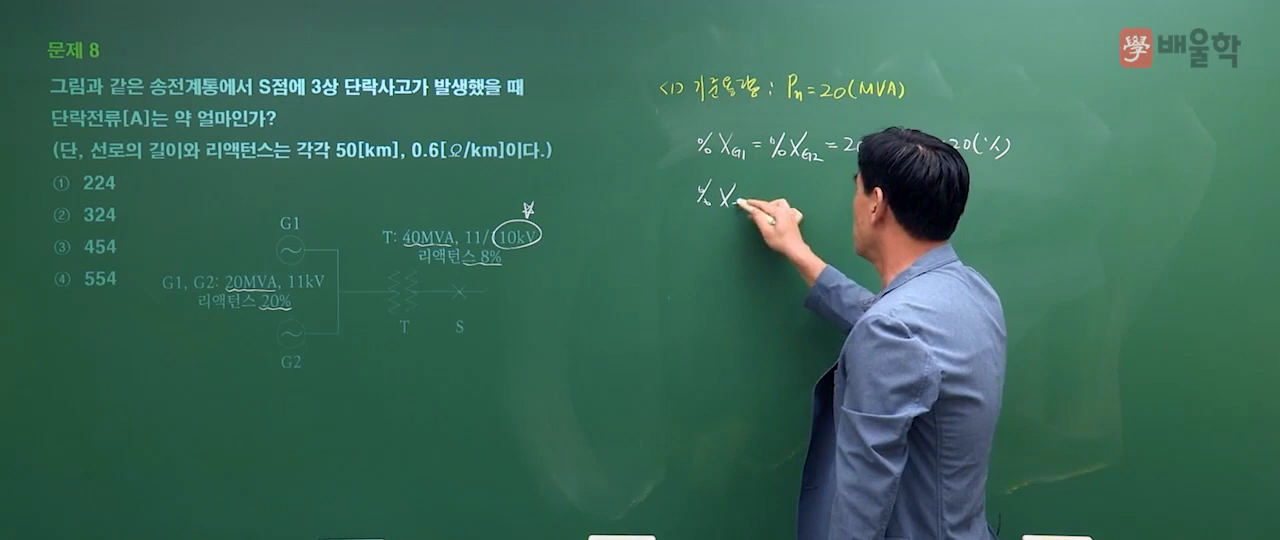 學 배울학
문제 8
그림과 같은 송전계통에서 S점에 3상 단락사고가 발생했을 때
단락전류[A]는 약 얼마인가?
(단, 선로의 길이와 리액턴스는 각각 50[km], 0.6[Ω/km]이다.)
① 224
② 324
③ 454
④ 554
G1
T: 40MVA, 11/110kV
리액턴스 8%
G1, G2: 20MVA, 11kV
리액턴스 20%
T
S
G2
<1> 기준용량 : Pn = 20(MVA)
% XG1 = % XG2 = 20(%)
% X